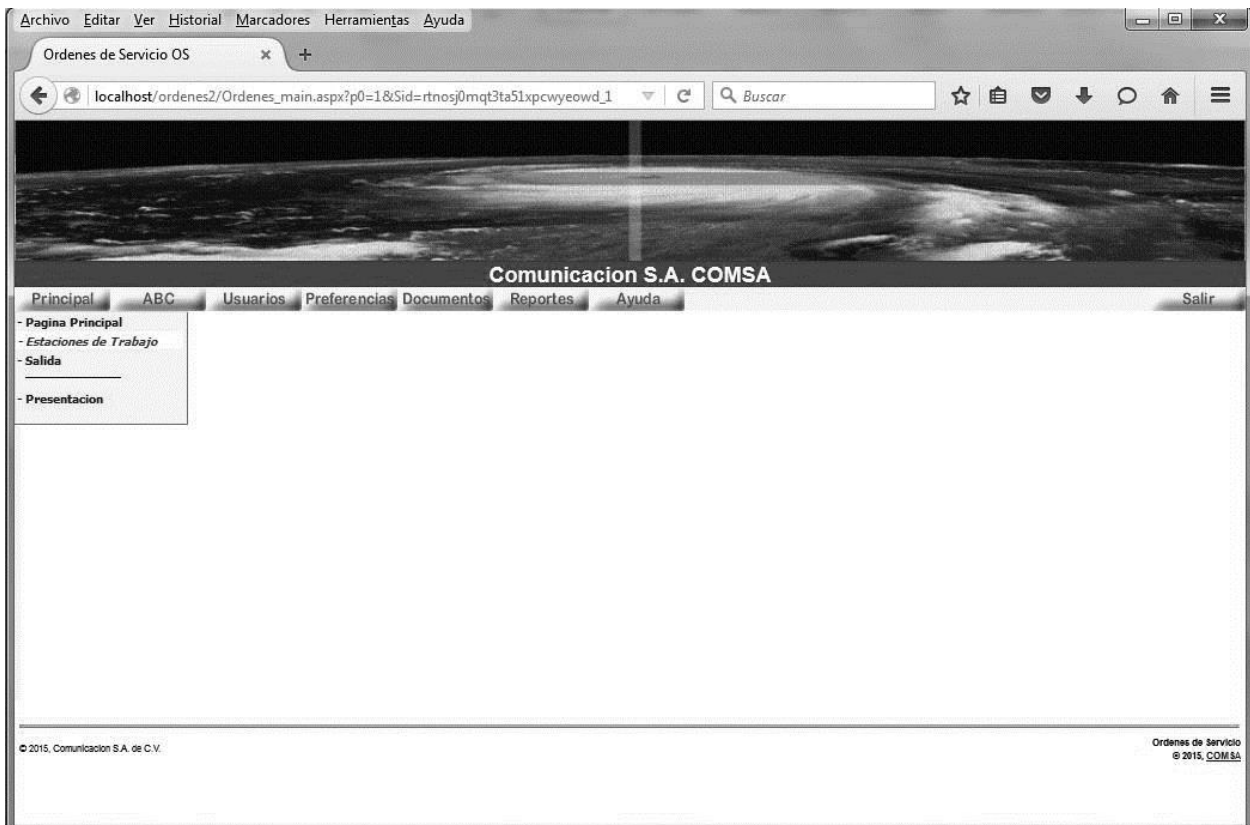 Archivo Editar Ver Historial Marcadores Herramientas Ayuda
Ordenes de Servicio OS
localhost/ordenes2/Ordenes_main.aspx?p0=1&Sid=rtnosj0mqt3ta51xpcwyeowd_1
Buscar
Comunicacion S.A. COMSA
Principal ABC Usuarios Preferencias Documentos Reportes Ayuda Salir
- Pagina Principal
- Estaciones de Trabajo
- Salida
- Presentacion
© 2015, Comunicacion S.A. de C.V.
Ordenes de Servicio
© 2015, COMSA